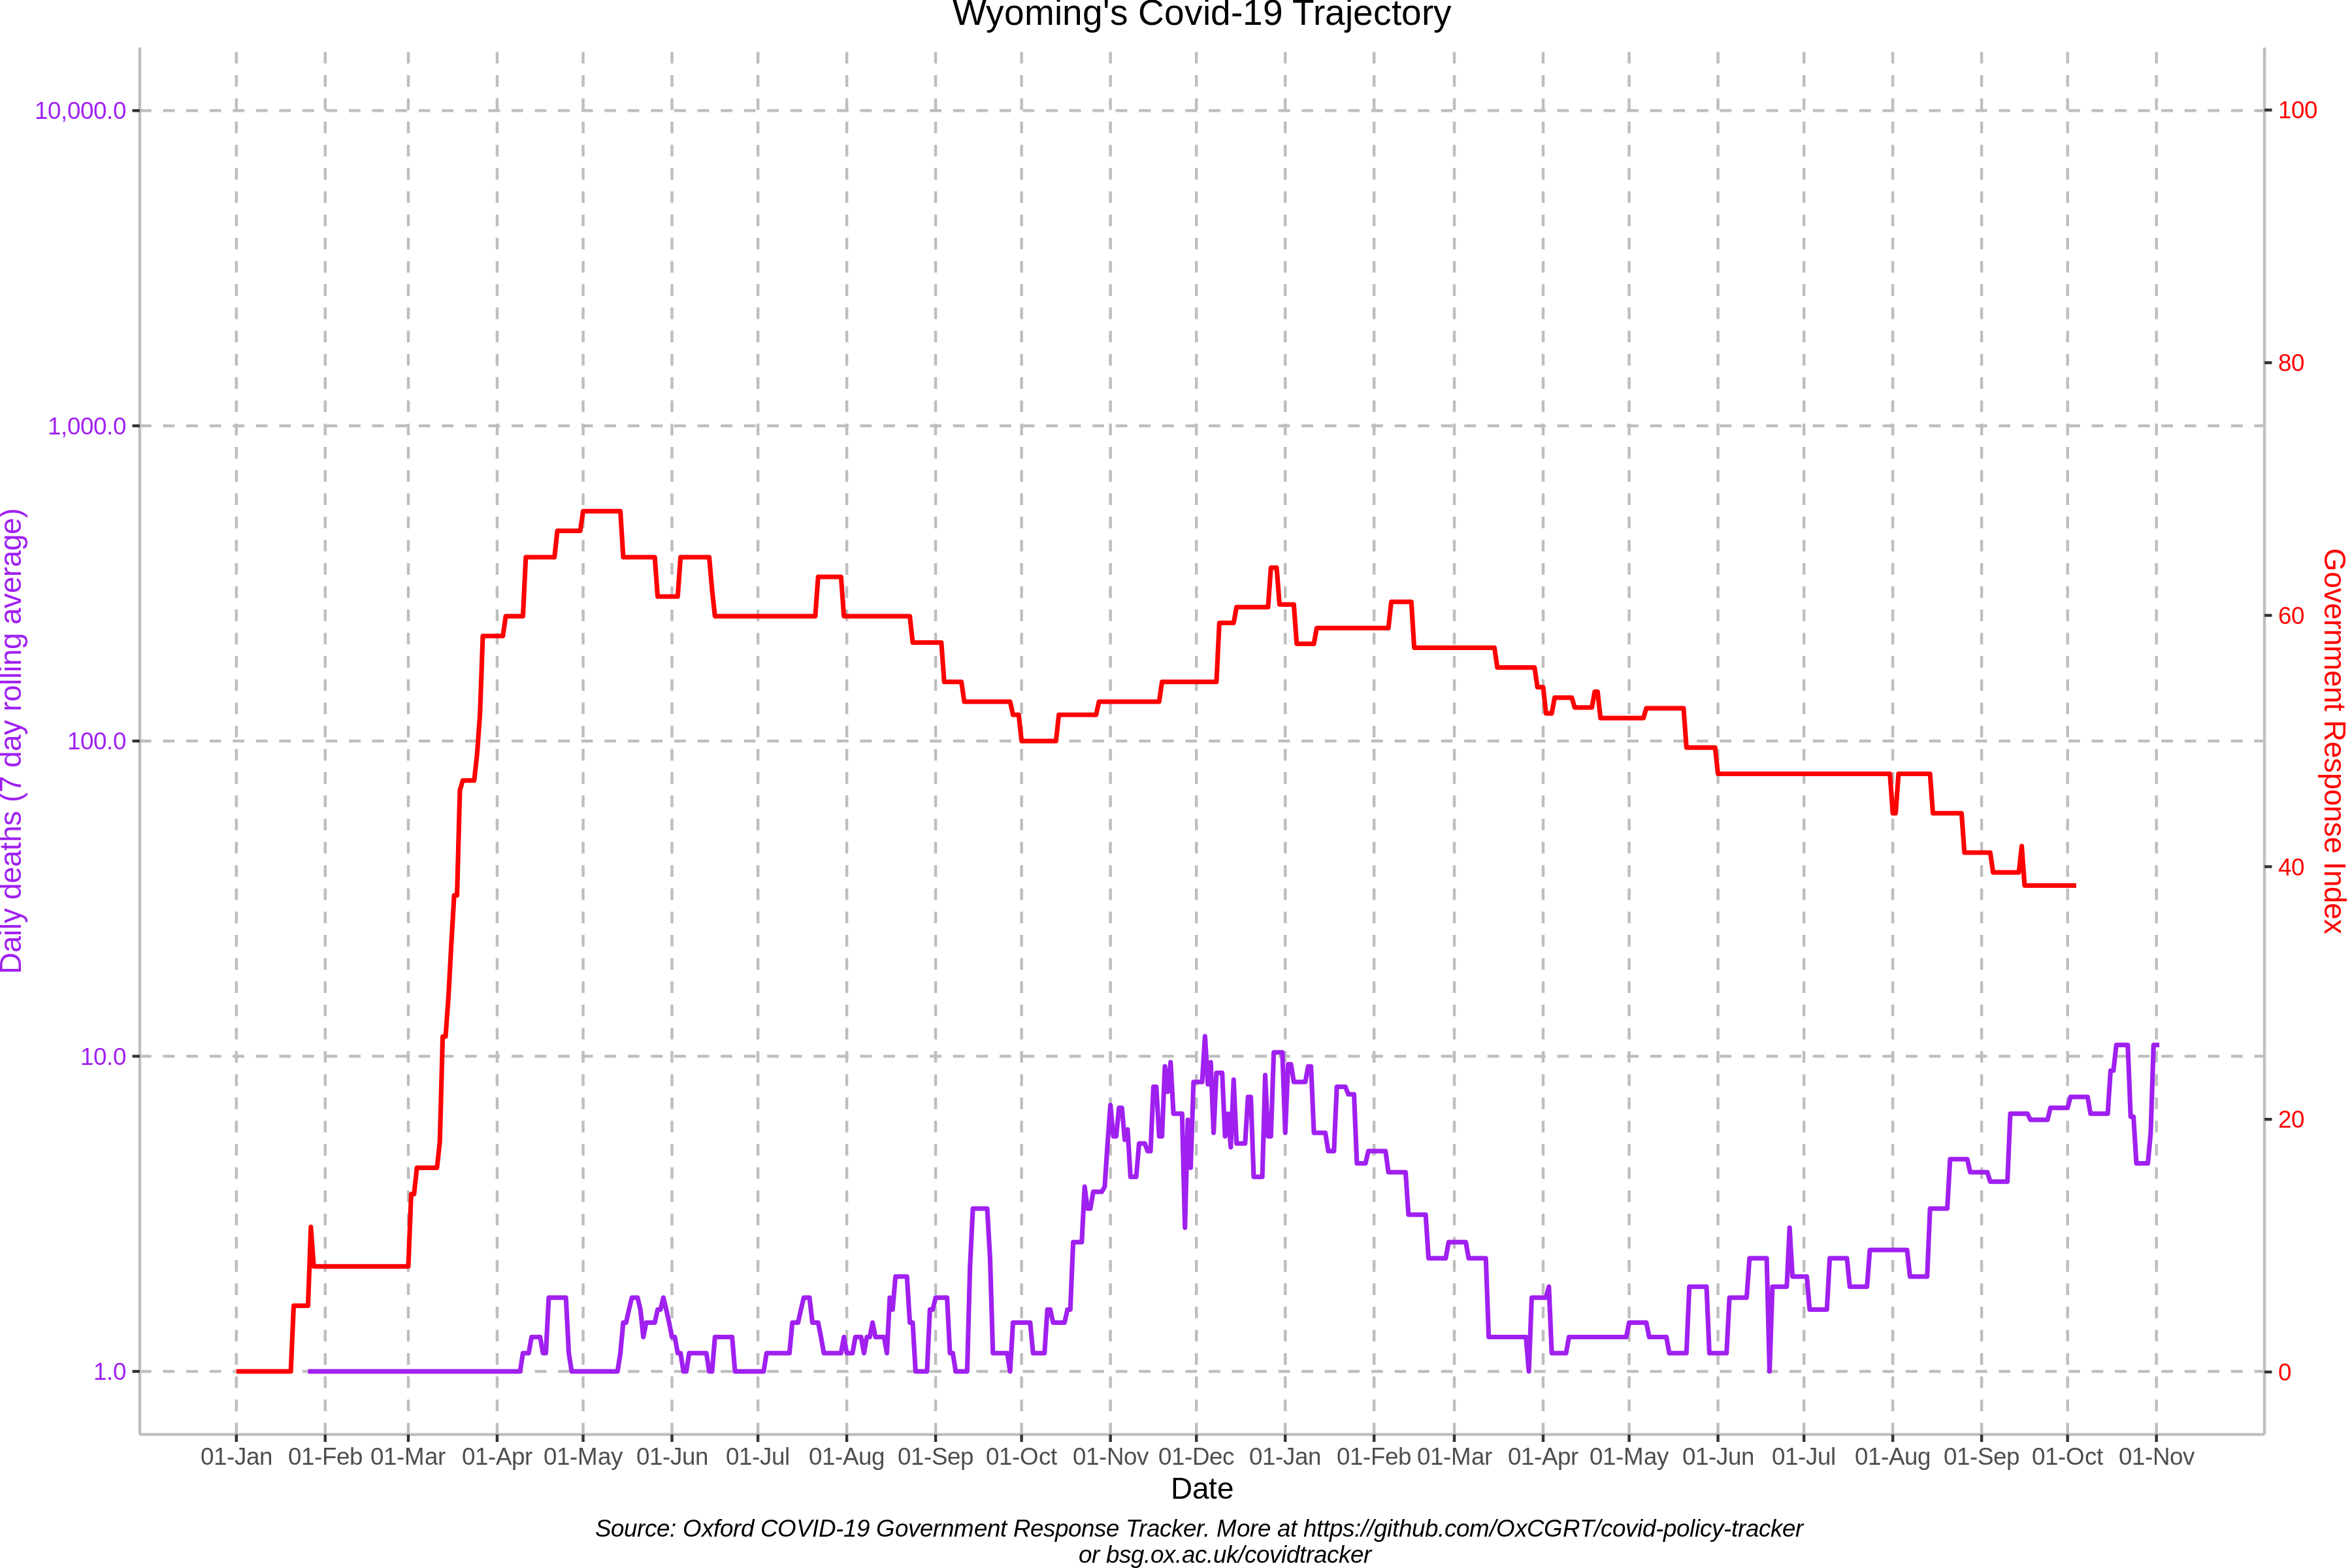 Wyoming's Covid-19 Trajectory
10,000.0
1,000.0
100.0
10.0
1.0
Daily deaths (7 day rolling average)
100
80
60
40
20
0
Government Response Index
01-Jan 01-Feb 01-Mar 01-Apr 01-May 01-Jun 01-Jul 01-Aug 01-Sep 01-Oct 01-Nov 01-Dec 01-Jan 01-Feb 01-Mar 01-Apr 01-May 01-Jun 01-Jul 01-Aug 01-Sep 01-Oct 01-Nov
Date
Source: Oxford COVID-19 Government Response Tracker. More at https://github.com/OxCGRT/covid-policy-tracker
or bsg.ox.ac.uk/covidtracker